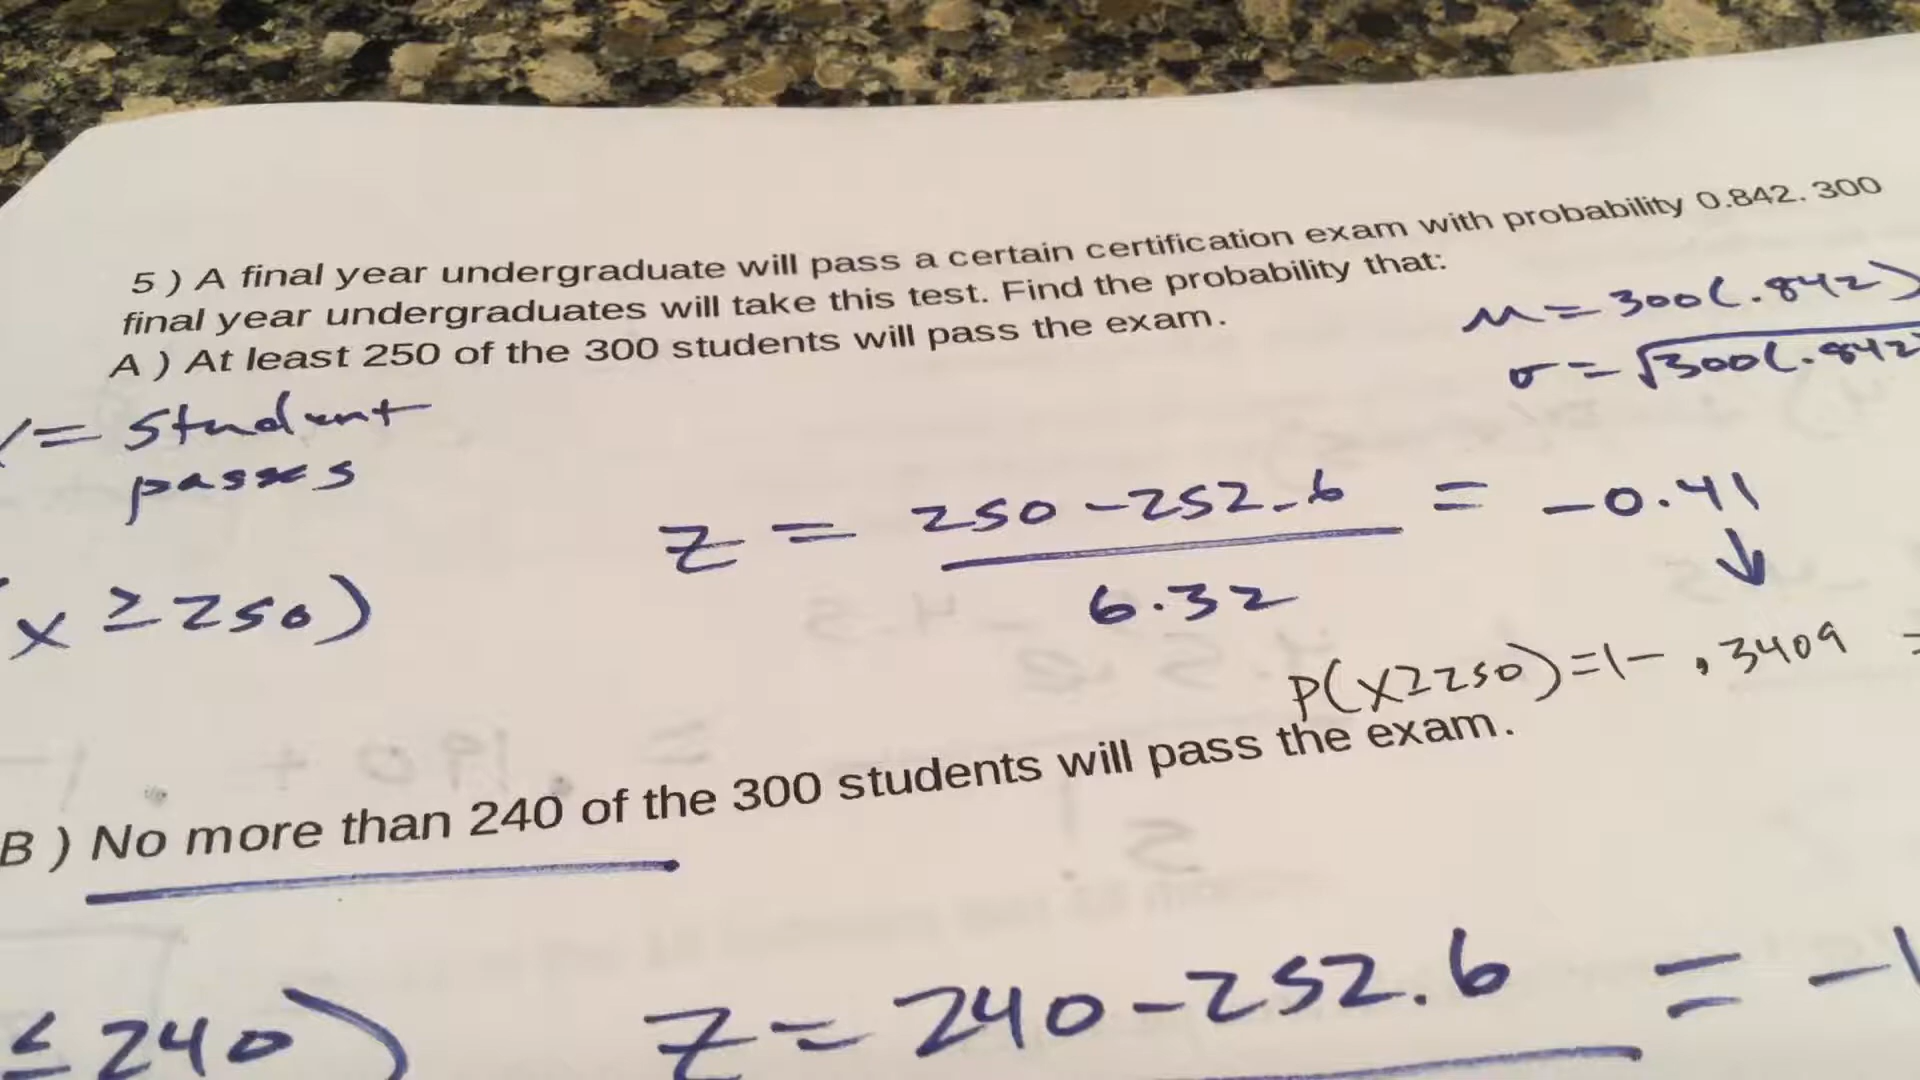 5 ) A final year undergraduate will pass a certain certification exam with probability 0.842. 300
final year undergraduates will take this test. Find the probability that:
A ) At least 250 of the 300 students will pass the exam.
μ = 300(.842)
σ = √300(.842
= student
passes
z = 250 - 252.6 = -0.41
6.32
x ≥ 250)
P(x≥250)=1- .3409 =
B ) No more than 240 of the 300 students will pass the exam.
≤ 240)
z = 240 - 252.6 = -1